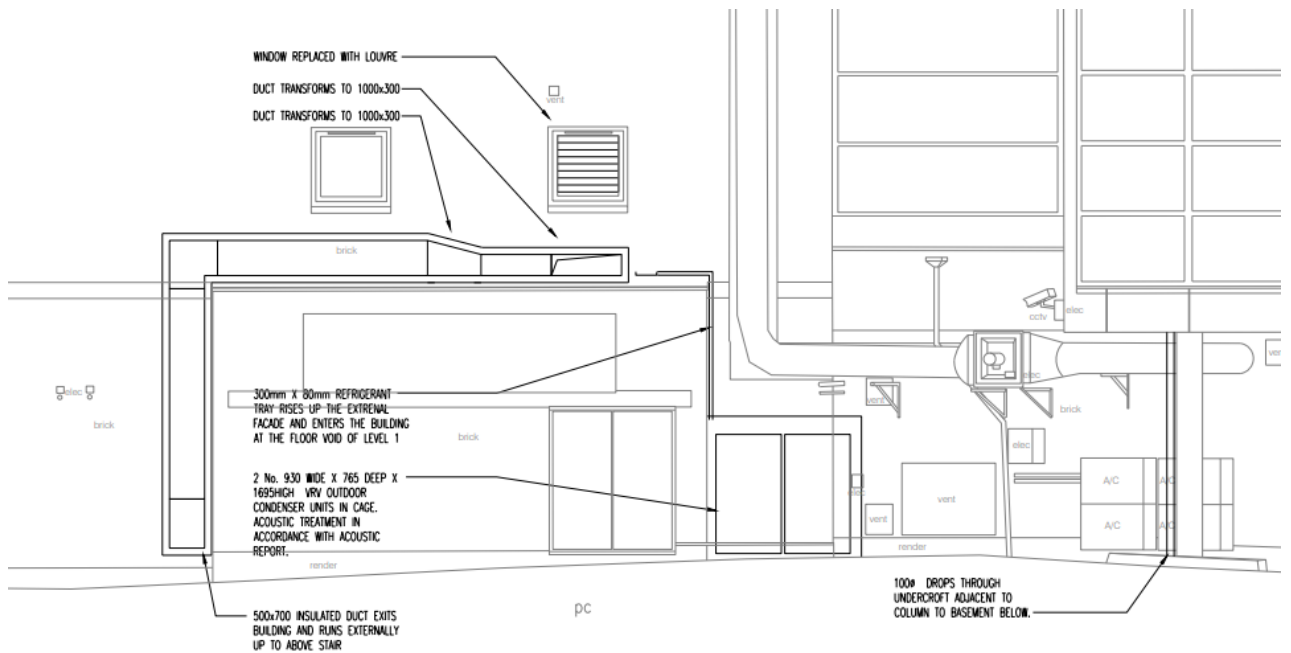 WINDOW REPLACED WITH LOUVRE
DUCT TRANSFORMS TO 1000x300
DUCT TRANSFORMS TO 1000x300
vent
brick
cctv
elec
ven
elec
brick
300mm X 80mm REFRIGERANT
TRAY RISES UP THE EXTRENAL
FACADE AND ENTERS THE BUILDING
AT THE FLOOR VOID OF LEVEL 1
brick
vent
elec
brick
elec
2 No. 930 WIDE X 765 DEEP X
1695HIGH VRV OUTDOOR
CONDENSER UNITS IN CAGE.
ACOUSTIC TREATMENT IN
ACCORDANCE WITH ACOUSTIC
REPORT.
elec
vent
vent
A/C
A/C
A/C
A/C
render
render
500x700 INSULATED DUCT EXITS
BUILDING AND RUNS EXTERNALLY
UP TO ABOVE STAIR
pc
100ø DROPS THROUGH
UNDERCROFT ADJACENT TO
COLUMN TO BASEMENT BELOW.